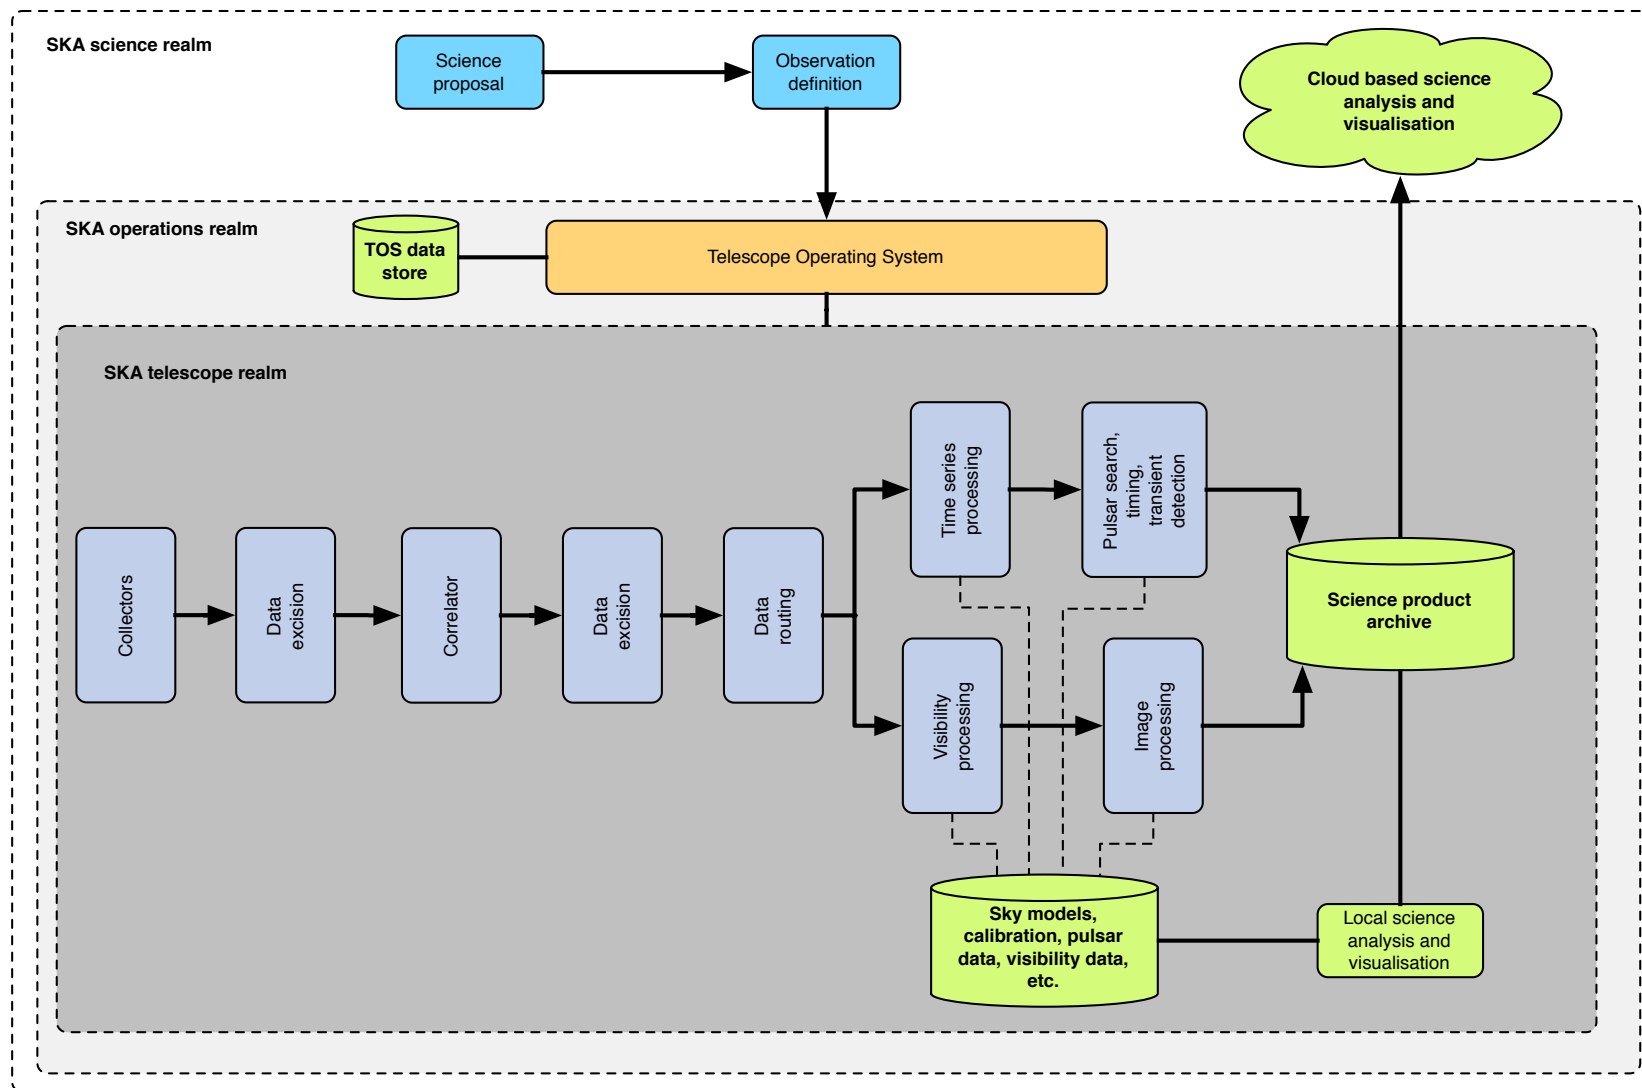 SKA science realm
Science
proposal
Observation
definition
Cloud based science
analysis and
visualisation
SKA operations realm
TOS data
store
Telescope Operating System
SKA telescope realm
Collectors
Data
excision
Correlator
Data
excision
Data
routing
Time series
processing
Pulsar search,
timing,
transient
detection
Visibility
processing
Image
processing
Science product
archive
Sky models,
calibration, pulsar
data, visibility data,
etc.
Local science
analysis and
visualisation